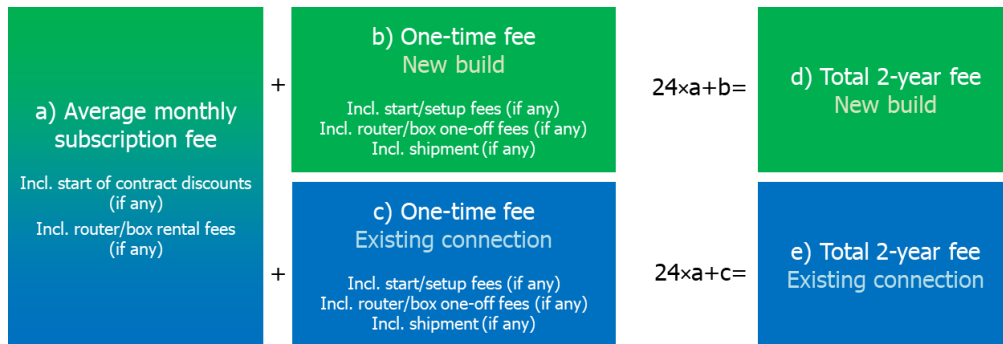 a) Average monthly
subscription fee
Incl. start of contract discounts
(if any)
Incl. router/box rental fees
(if any)
+
b) One-time fee
New build
Incl. start/setup fees (if any)
Incl. router/box one-off fees (if any)
Incl. shipment (if any)
24×a+b=
d) Total 2-year fee
New build
+
c) One-time fee
Existing connection
Incl. start/setup fees (if any)
Incl. router/box one-off fees (if any)
Incl. shipment (if any)
24×a+c=
e) Total 2-year fee
Existing connection